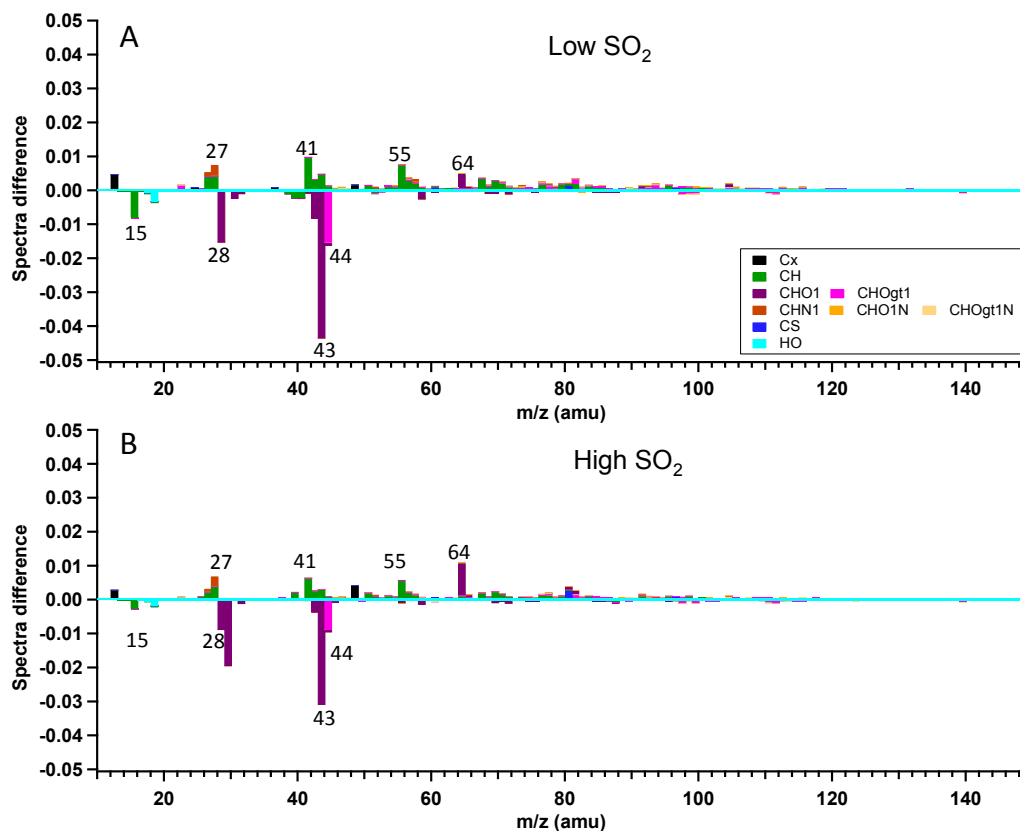 A
Low SO2
Spectra difference
0.05
0.04
0.03
0.02
0.01
0.00
-0.01
-0.02
-0.03
-0.04
-0.05
27
41
55
64
15
28
44
43
Cx
CH
CHO1 CHOgt1
CHN1 CHO1N CHOgt1N
CS
HO
20 40 60 80 100 120 140
m/z (amu)
B
High SO2
Spectra difference
0.05
0.04
0.03
0.02
0.01
0.00
-0.01
-0.02
-0.03
-0.04
-0.05
27
41
55
64
15
28
44
43
20 40 60 80 100 120 140
m/z (amu)